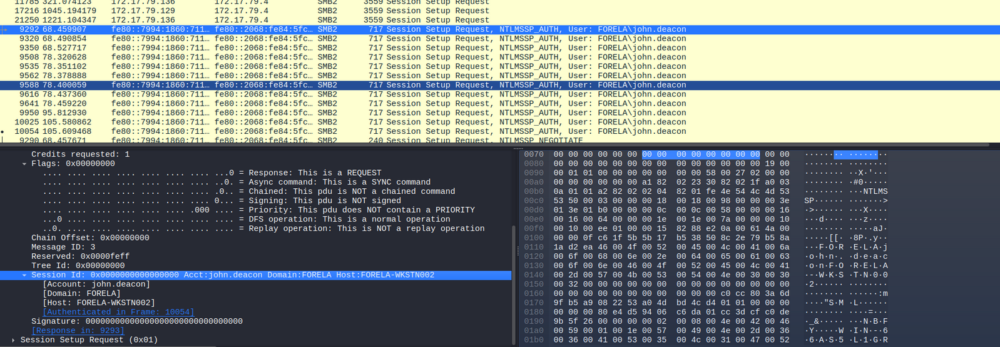 11785 321.074123 172.17.79.136 172.17.79.4 SMB2 3559 Session Setup Request
17216 1045.194179 172.17.79.129 172.17.79.4 SMB2 3559 Session Setup Request
21250 1221.104347 172.17.79.136 172.17.79.4 SMB2 3559 Session Setup Request
9292 68.459907 fe80::7994:1860:711… fe80::2068:fe84:5fc… SMB2 717 Session Setup Request, NTLMSSP_AUTH, User: FORELA\john.deacon
9320 68.490854 fe80::7994:1860:711… fe80::2068:fe84:5fc… SMB2 717 Session Setup Request, NTLMSSP_AUTH, User: FORELA\john.deacon
9350 68.527717 fe80::7994:1860:711… fe80::2068:fe84:5fc… SMB2 717 Session Setup Request, NTLMSSP_AUTH, User: FORELA\john.deacon
9508 78.320628 fe80::7994:1860:711… fe80::2068:fe84:5fc… SMB2 717 Session Setup Request, NTLMSSP_AUTH, User: FORELA\john.deacon
9535 78.351102 fe80::7994:1860:711… fe80::2068:fe84:5fc… SMB2 717 Session Setup Request, NTLMSSP_AUTH, User: FORELA\john.deacon
9562 78.378888 fe80::7994:1860:711… fe80::2068:fe84:5fc… SMB2 717 Session Setup Request, NTLMSSP_AUTH, User: FORELA\john.deacon
9588 78.400059 fe80::7994:1860:711… fe80::2068:fe84:5fc… SMB2 717 Session Setup Request, NTLMSSP_AUTH, User: FORELA\john.deacon
9616 78.437360 fe80::7994:1860:711… fe80::2068:fe84:5fc… SMB2 717 Session Setup Request, NTLMSSP_AUTH, User: FORELA\john.deacon
9641 78.459220 fe80::7994:1860:711… fe80::2068:fe84:5fc… SMB2 717 Session Setup Request, NTLMSSP_AUTH, User: FORELA\john.deacon
9950 95.812930 fe80::7994:1860:711… fe80::2068:fe84:5fc… SMB2 717 Session Setup Request, NTLMSSP_AUTH, User: FORELA\john.deacon
10025 105.580862 fe80::7994:1860:711… fe80::2068:fe84:5fc… SMB2 717 Session Setup Request, NTLMSSP_AUTH, User: FORELA\john.deacon
10054 105.609468 fe80::7994:1860:711… fe80::2068:fe84:5fc… SMB2 717 Session Setup Request, NTLMSSP_AUTH, User: FORELA\john.deacon
9290 68.457671 fe80::7994:1860:711… fe80::2068:fe84:5fc… SMB2 240 Session Setup Request, NTLMSSP_NEGOTIATE
Credits requested: 1
Flags: 0x00000000
.... .... .... .... .... .... .... ...0 = Response: This is a REQUEST
.... .... .... .... .... .... .... ..0. = Async command: This is a SYNC command
.... .... .... .... .... .... .... .0.. = Chained: This pdu is NOT a chained command
.... .... .... .... .... .... .... 0... = Signing: This pdu is NOT signed
.... .... .... .... .... .... .000 .... = Priority: This pdu does NOT contain a PRIORITY
...0 .... .... .... .... .... .... .... = DFS operation: This is a normal operation
..0. .... .... .... .... .... .... .... = Replay operation: This is NOT a replay operation
Chain Offset: 0x00000000
Message ID: 3
Reserved: 0x0000feff
Tree Id: 0x00000000
Session Id: 0x0000000000000000 Acct:john.deacon Domain:FORELA Host:FORELA-WKSTN002
[Account: john.deacon]
[Domain: FORELA]
[Host: FORELA-WKSTN002]
[Authenticated in Frame: 10054]
Signature: 00000000000000000000000000000000
[Response in: 9293]
Session Setup Request (0x01)
0070 00 00 00 00 00 00 00 00 00 00 00 00 00 00 00 00 ········ ········
0080 00 00 00 00 00 00 00 00 00 00 00 00 00 00 19 00 ········ ········
0090 00 01 01 00 00 00 00 00 00 00 58 00 27 02 00 00 ········ ··X·'···
00a0 00 00 00 00 00 00 a1 82 02 23 30 82 02 1f a0 03 ········ ·#0·····
00b0 0a 01 01 a2 82 02 02 04 82 01 fe 4e 54 4c 4d 53 ········ ···NTLMS
00c0 53 50 00 03 00 00 00 18 00 18 00 98 00 00 00 3e SP······ ·······>
00d0 01 3e 01 b0 00 00 00 0c 00 0c 00 58 00 00 00 16 ·>······ ···X····
00e0 00 16 00 64 00 00 00 1e 00 1e 00 7a 00 00 00 10 ···d···· ···z····
00f0 00 10 00 ee 01 00 00 15 82 88 e2 0a 00 61 4a 00 ········ ·····aJ·
0100 00 00 0f c6 1f 5b 5b 17 b5 38 50 8c 2e 79 b5 8a ·····[[· ·8P·.y··
0110 1a d2 ea 46 00 4f 00 52 00 45 00 4c 00 41 00 6a ···F·O·R ·E·L·A·j
0120 00 6f 00 68 00 6e 00 2e 00 64 00 65 00 61 00 63 ·o·h·n·. ·d·e·a·c
0130 00 6f 00 6e 00 46 00 4f 00 52 00 45 00 4c 00 41 ·o·n·F·O ·R·E·L·A
0140 00 2d 00 57 00 4b 00 53 00 54 00 4e 00 30 00 30 ·-·W·K·S ·T·N·0·0
0150 00 32 00 00 00 00 00 00 00 00 00 00 00 00 00 00 ·2······ ········
0160 00 00 00 00 00 00 00 00 00 00 00 c0 cc 80 3a 6d ········ ······:m
0170 9f b5 a9 08 22 53 a0 4d bd 4c d4 01 01 00 00 00 ····"S·M ·L······
0180 00 00 00 80 e4 d5 94 06 c6 da 01 cc 3d cf c0 de ········ ····=···
0190 9b 5f 26 00 00 00 00 02 00 08 00 4e 00 42 00 46 ·_&····· ···N·B·F
01a0 00 59 00 01 00 1e 00 57 00 49 00 4e 00 2d 00 36 ·Y·····W ·I·N·-·6
01b0 00 36 00 41 00 53 00 35 00 4c 00 31 00 47 00 52 ·6·A·S·5 ·L·1·G·R